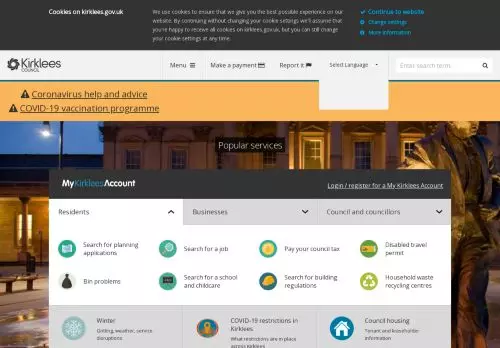 Cookies on kirklees.gov.uk
We use cookies to ensure that we give you the best possible experience on our
website. By continuing without changing your cookie settings we'll assume that
you're happy to receive all cookies on kirklees.gov.uk, but you can still change
your cookie settings at any time.
Continue to website
Change settings
More information
Kirklees
COUNCIL
Menu
Make a payment
Report it
Select Language
Enter search term.
Coronavirus help and advice
COVID-19 vaccination programme
Popular services
MyKirkleesAccount
Login / register for a My Kirklees Account
Residents
Businesses
Council and councillors
Search for planning
applications
Search for a job
Pay your council tax
Disabled travel
permit
Bin problems
Search for a school
and childcare
Search for building
regulations
Household waste
recycling centres
Winter
Gritting, weather, service
disruptions
COVID-19 restrictions in
Kirklees
What restrictions are in place
across Kirklees
Council housing
Tenant and leaseholder
information